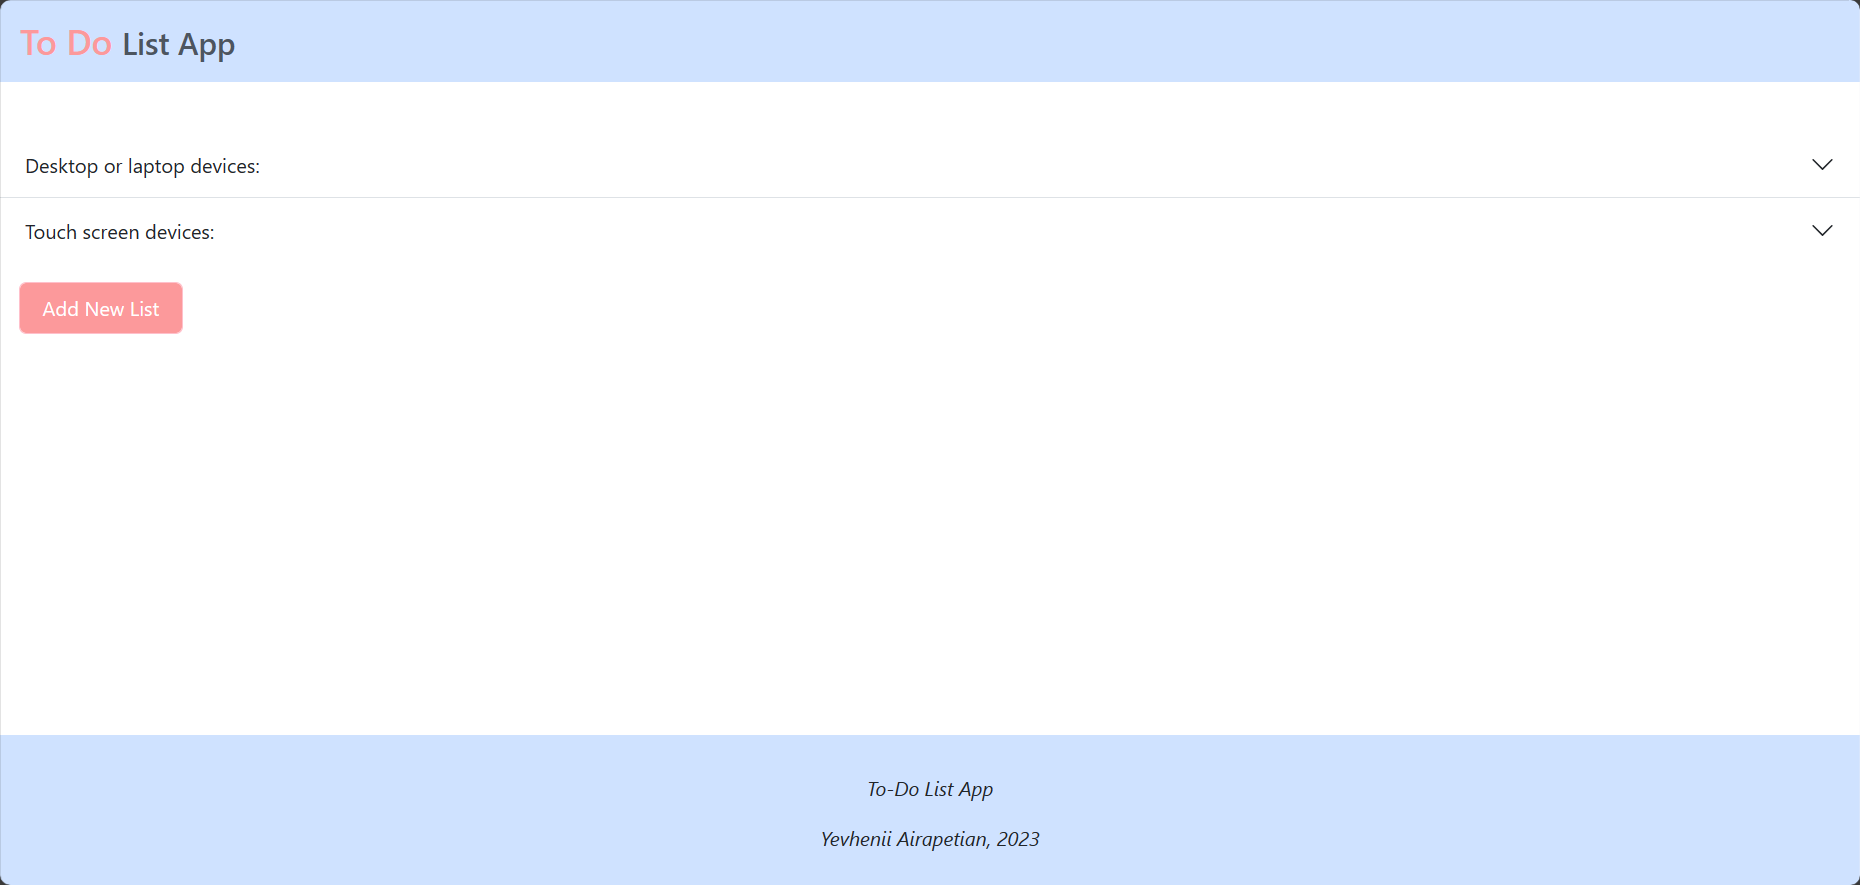 To Do List App
Desktop or laptop devices:
Touch screen devices:
Add New List
To-Do List App
Yevhenii Airapetian, 2023